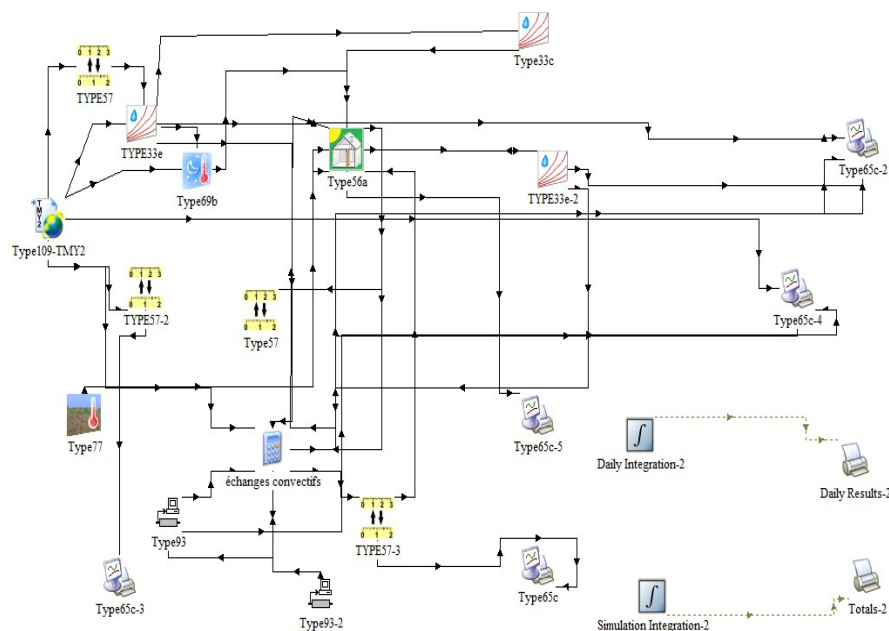 Type33c
TYPE57
TYPE33e
Type56a
Type65c-2
Type69b
TYPE33e-2
TMY2
Type109-TMY2
TYPE57-2
Type57
Type65c-4
Type77
Type65c-5
Daily Integration-2
Daily Results-2
échanges convectifs
Type93
TYPE57-3
Type65c-3
Type65c
Type93-2
Simulation Integration-2
Totals-2